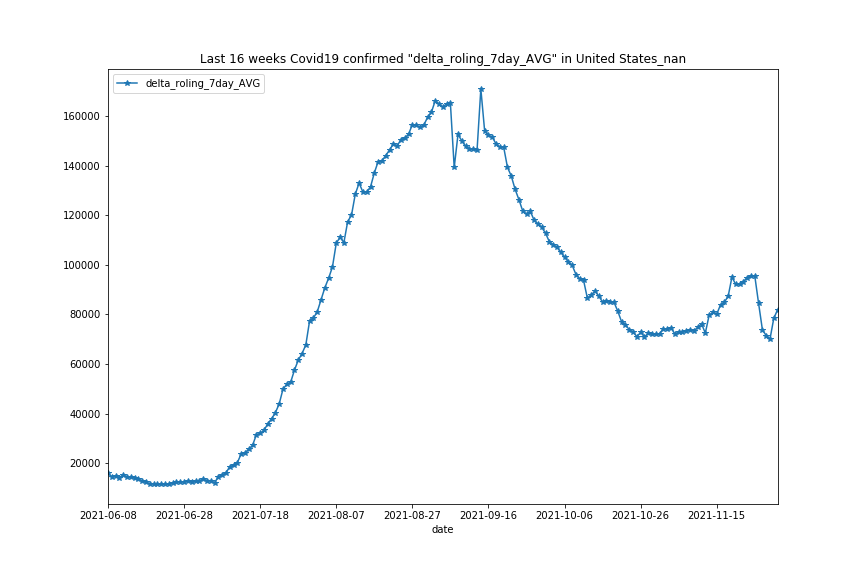 Last 16 weeks Covid19 confirmed "delta_roling_7day_AVG" in United States_nan
delta_roling_7day_AVG
160000
140000
120000
100000
80000
60000
40000
20000
2021-06-08 2021-06-28 2021-07-18 2021-08-07 2021-08-27 2021-09-16 2021-10-06 2021-10-26 2021-11-15
date